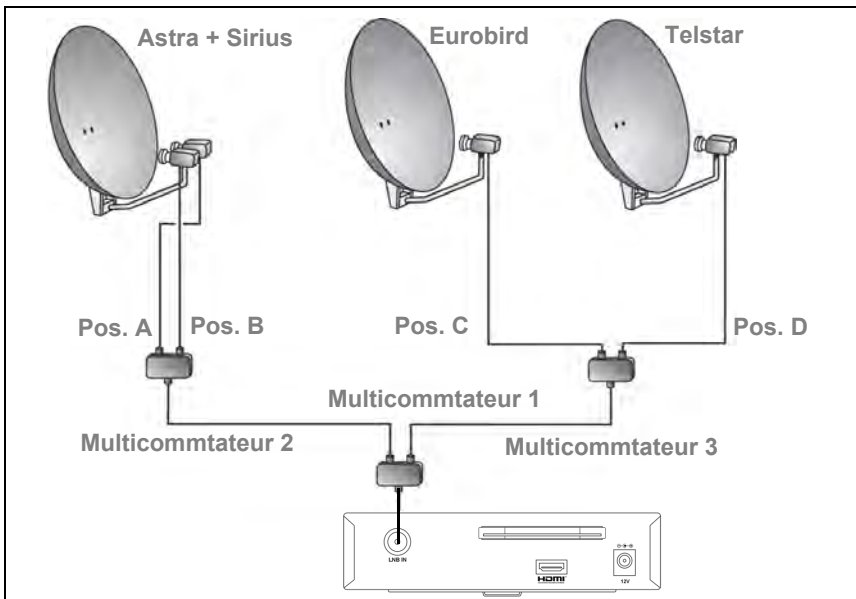 Astra + Sirius
Eurobird
Telstar
Pos. A
Pos. B
Pos. C
Pos. D
Multicommtateur 1
Multicommtateur 2
Multicommtateur 3
LNB IN
HDMI
12V